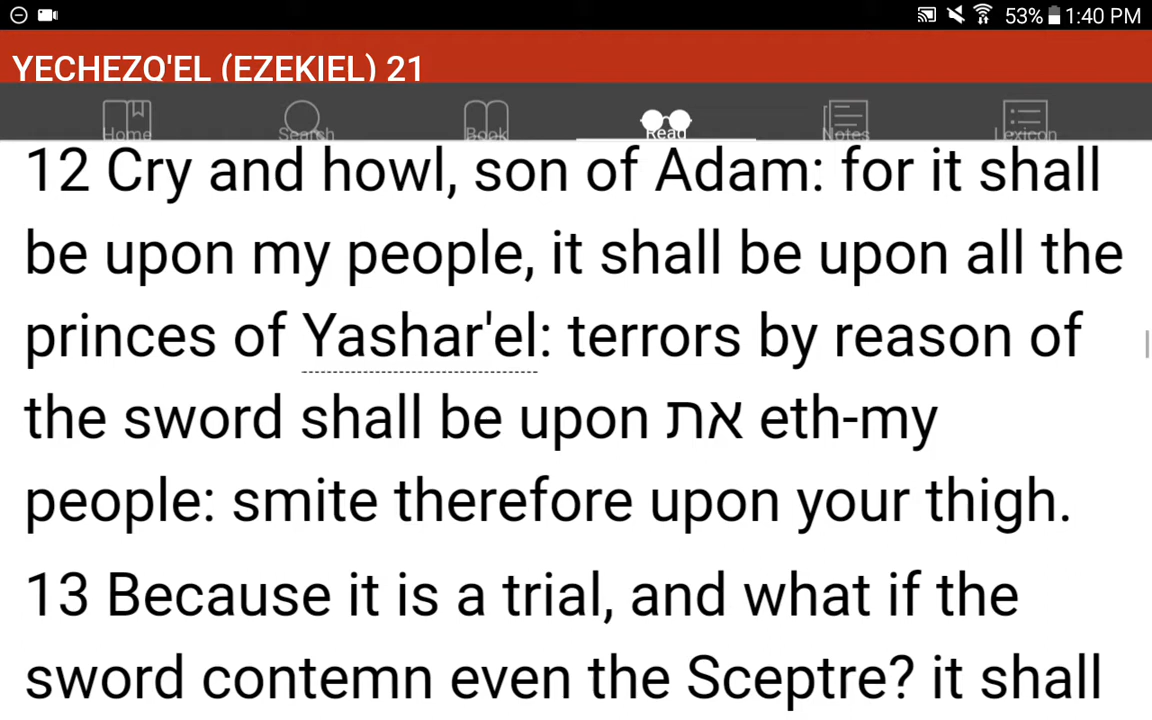 53% 1:40 PM
YECHEZQ'EL (EZEKIEL) 21
Home Search Book Read Notes Lexicon
12 Cry and howl, son of Adam: for it shall
be upon my people, it shall be upon all the
princes of Yashar'el: terrors by reason of
the sword shall be upon את eth-my
people: smite therefore upon your thigh.
13 Because it is a trial, and what if the
sword contemn even the Sceptre? it shall